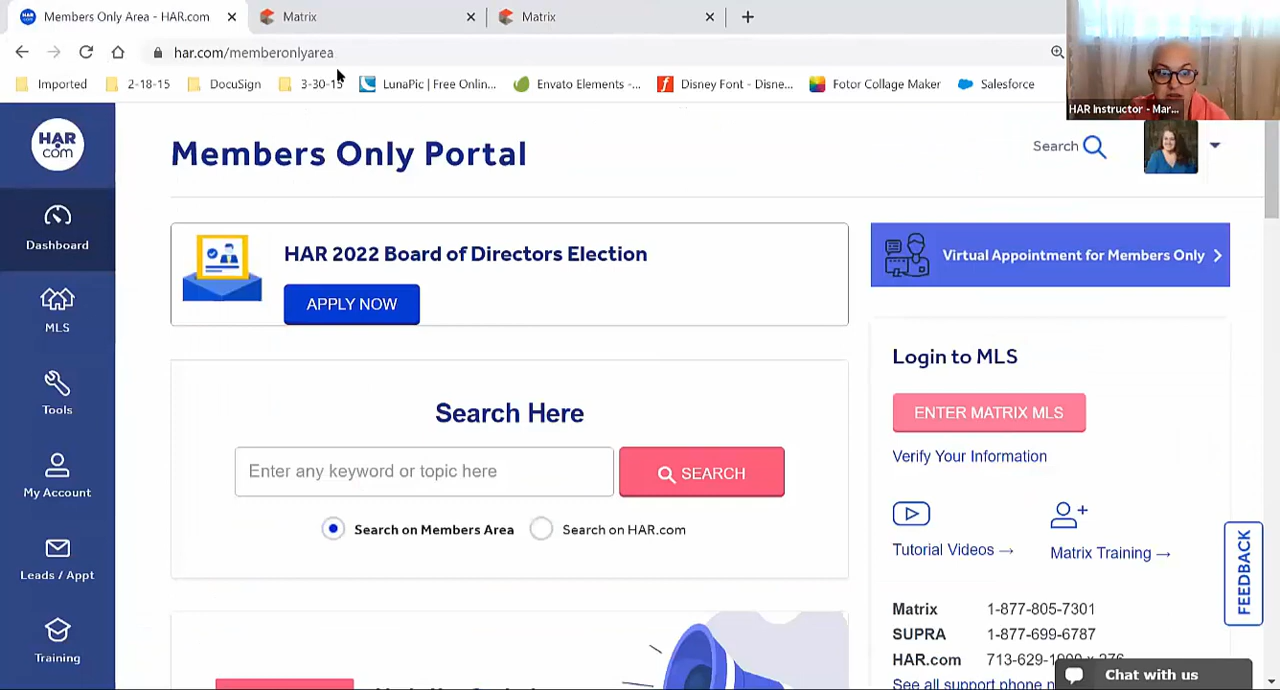 Members Only Area - HAR.com
Matrix
Matrix
har.com/memberonlyarea
Imported
2-18-15
DocuSign
3-30-15
LunaPic | Free Onlin...
Envato Elements -...
Disney Font - Disne...
Fotor Collage Maker
Salesforce
HAR Instructor - Mar...
HAR
com
Members Only Portal
Search
Dashboard
HAR 2022 Board of Directors Election
APPLY NOW
Virtual Appointment for Members Only
MLS
Login to MLS
ENTER MATRIX MLS
Verify Your Information
Tools
Search Here
Enter any keyword or topic here
SEARCH
My Account
Search on Members Area
Search on HAR.com
Tutorial Videos →
Matrix Training →
FEEDBACK
Leads / Appt
Matrix 1-877-805-7301
SUPRA 1-877-699-6787
HAR.com 713-629-1900 x 276
See all support phone
Training
Chat with us